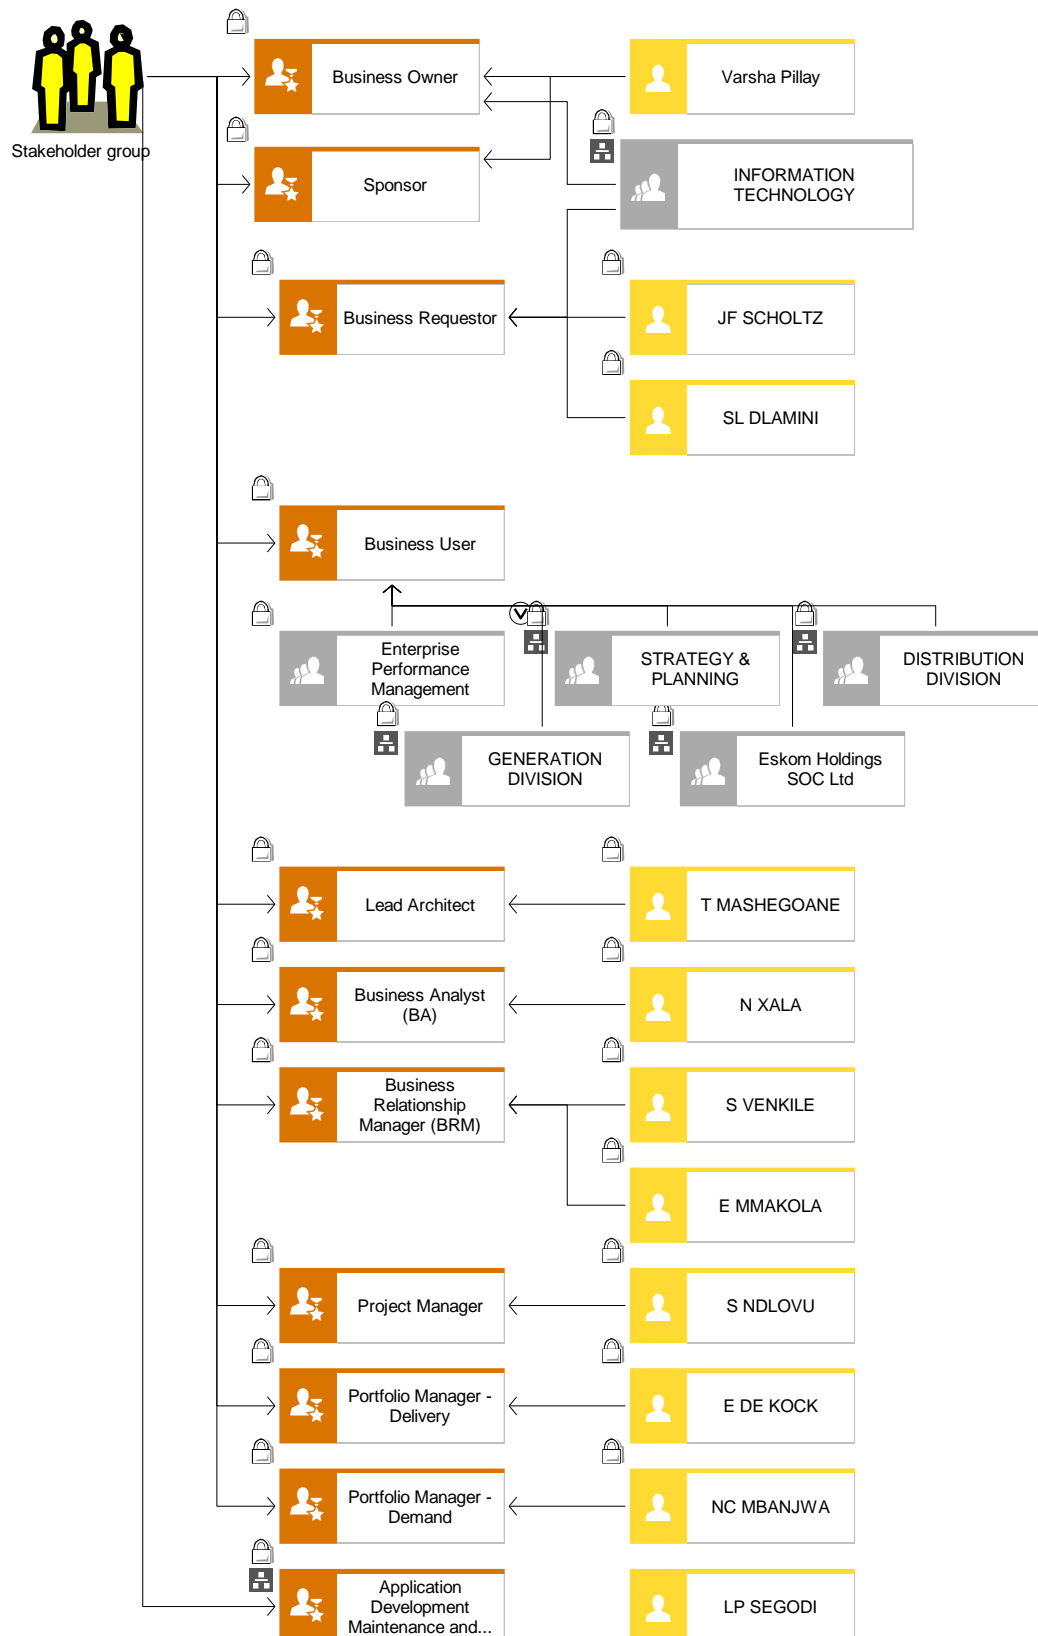 Stakeholder group
Business Owner
Varsha Pillay
Sponsor
INFORMATION
TECHNOLOGY
Business Requestor
JF SCHOLTZ
SL DLAMINI
Business User
Enterprise
Performance
Management
STRATEGY &
PLANNING
DISTRIBUTION
DIVISION
GENERATION
DIVISION
Eskom Holdings
SOC Ltd
Lead Architect
T MASHEGOANE
Business Analyst
(BA)
N XALA
Business
Relationship
Manager (BRM)
S VENKILE
E MMAKOLA
Project Manager
S NDLOVU
Portfolio Manager -
Delivery
E DE KOCK
Portfolio Manager -
Demand
NC MBANJWA
Application
Development
Maintenance and...
LP SEGODI